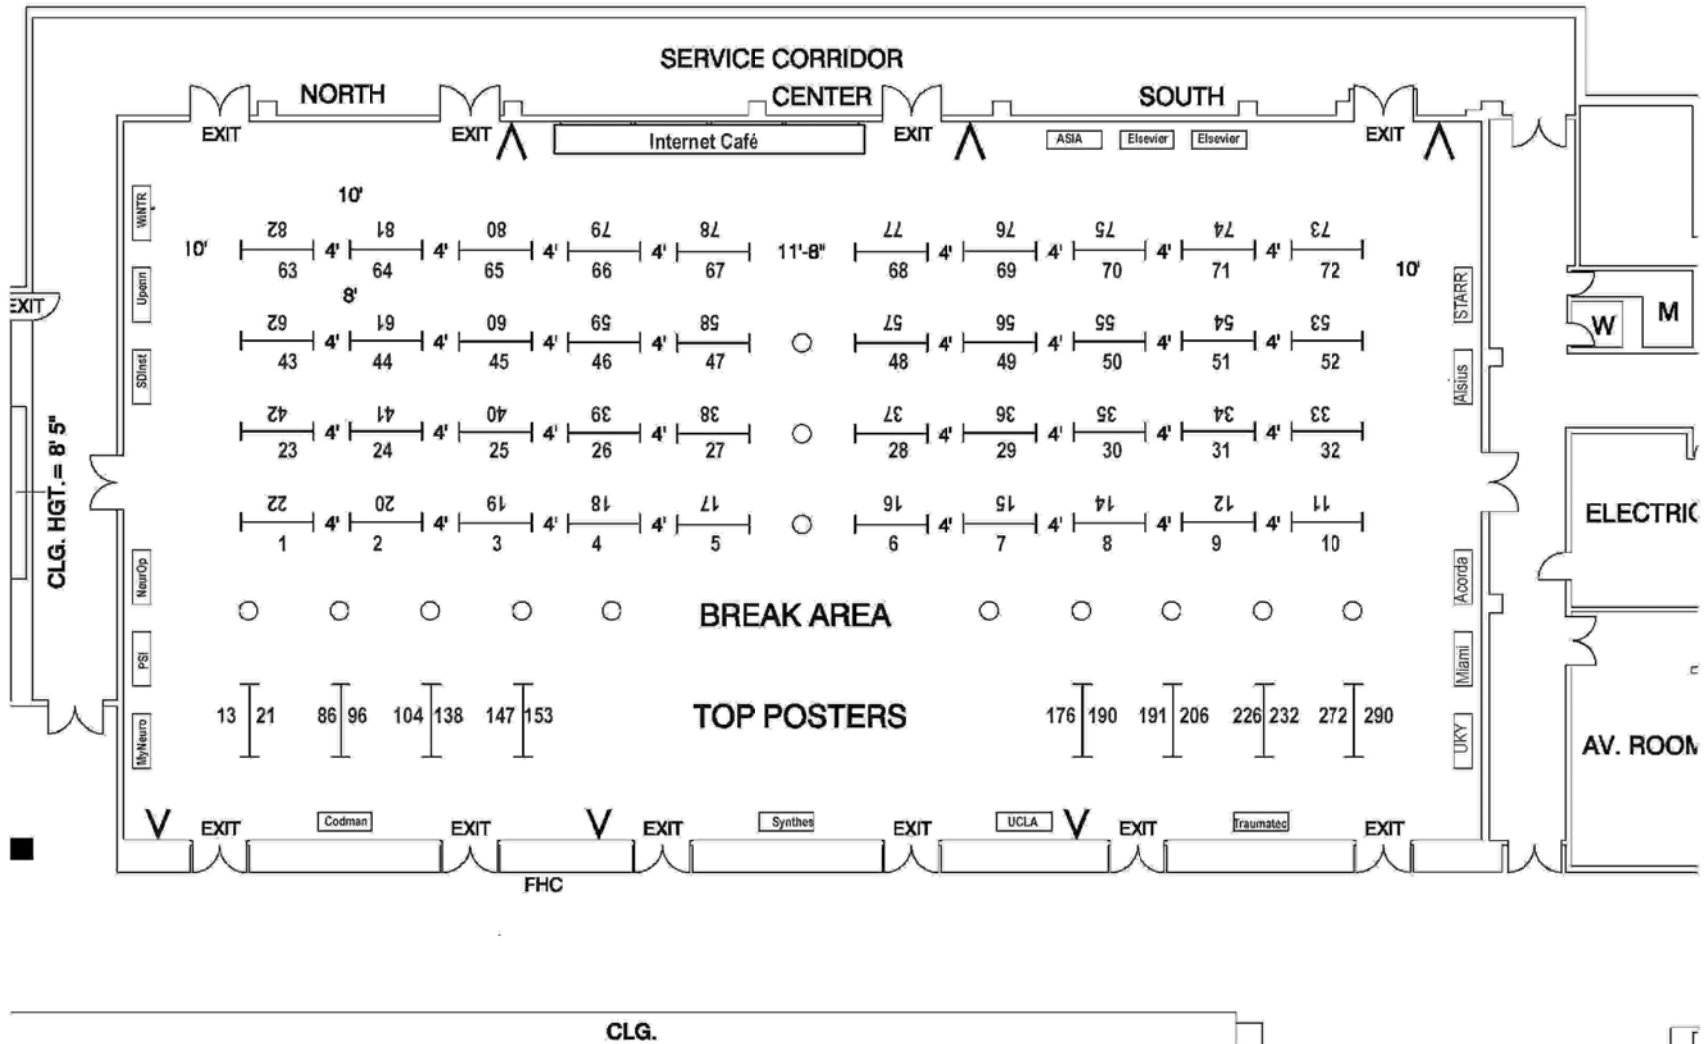 SERVICE CORRIDOR
NORTH CENTER SOUTH
EXIT EXIT Internet Café EXIT ASIA Elsevier Elsevier EXIT
WiNTR
10'
82 81 80 79 78 77 76 75 74 73
10' 4' 4' 4' 4' 11'-8" 4' 4' 4' 4' 10'
63 64 65 66 67 68 69 70 71 72
Upenn
8'
STARR
EXIT
W M
62 61 60 59 58 57 56 55 54 53
4' 4' 4' 4' 4' 4' 4' 4'
43 44 45 46 47 48 49 50 51 52
SDInst
Alsius
42 41 40 39 38 37 36 35 34 33
4' 4' 4' 4' 4' 4' 4' 4'
23 24 25 26 27 28 29 30 31 32
CLG. HGT. = 8' 5"
22 20 19 18 17 16 15 14 12 11
4' 4' 4' 4' 4' 4' 4' 4'
1 2 3 4 5 6 7 8 9 10
ELECTRIC
NeurOp
Acorda
BREAK AREA
PSI
Miami
13 21 86 96 104 138 147 153 TOP POSTERS 176 190 191 206 226 232 272 290
MyNeuro
UKY
AV. ROOM
Codman Synthes UCLA Traumatec
EXIT EXIT EXIT EXIT EXIT EXIT
FHC
CLG.